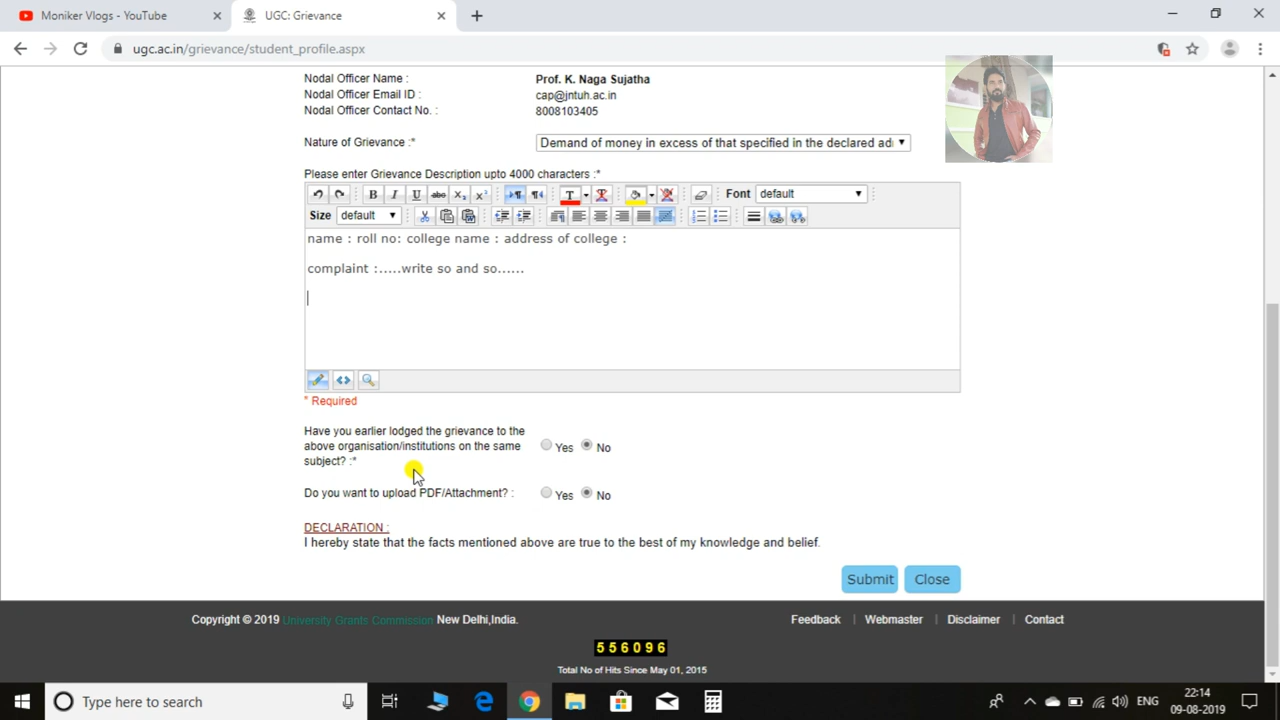 Moniker Vlogs - YouTube
UGC: Grievance
ugc.ac.in/grievance/student_profile.aspx
Nodal Officer Name : Prof. K. Naga Sujatha
Nodal Officer Email ID : cap@jntuh.ac.in
Nodal Officer Contact No. : 8008103405
Nature of Grievance :* Demand of money in excess of that specified in the declared adı
Please enter Grievance Description upto 4000 characters :*
B I U abc X₂ X² T Font default
Size default
name : roll no: college name : address of college :
complaint :.....write so and so......
* Required
Have you earlier lodged the grievance to the
above organisation/institutions on the same
subject? :*
Yes No
Do you want to upload PDF/Attachment? : Yes No
DECLARATION :
I hereby state that the facts mentioned above are true to the best of my knowledge and belief.
Submit Close
Copyright © 2019 University Grants Commission New Delhi,India. Feedback | Webmaster | Disclaimer | Contact
556096
Total No of Hits Since May 01, 2015
Type here to search
ENG
22:14
09-08-2019